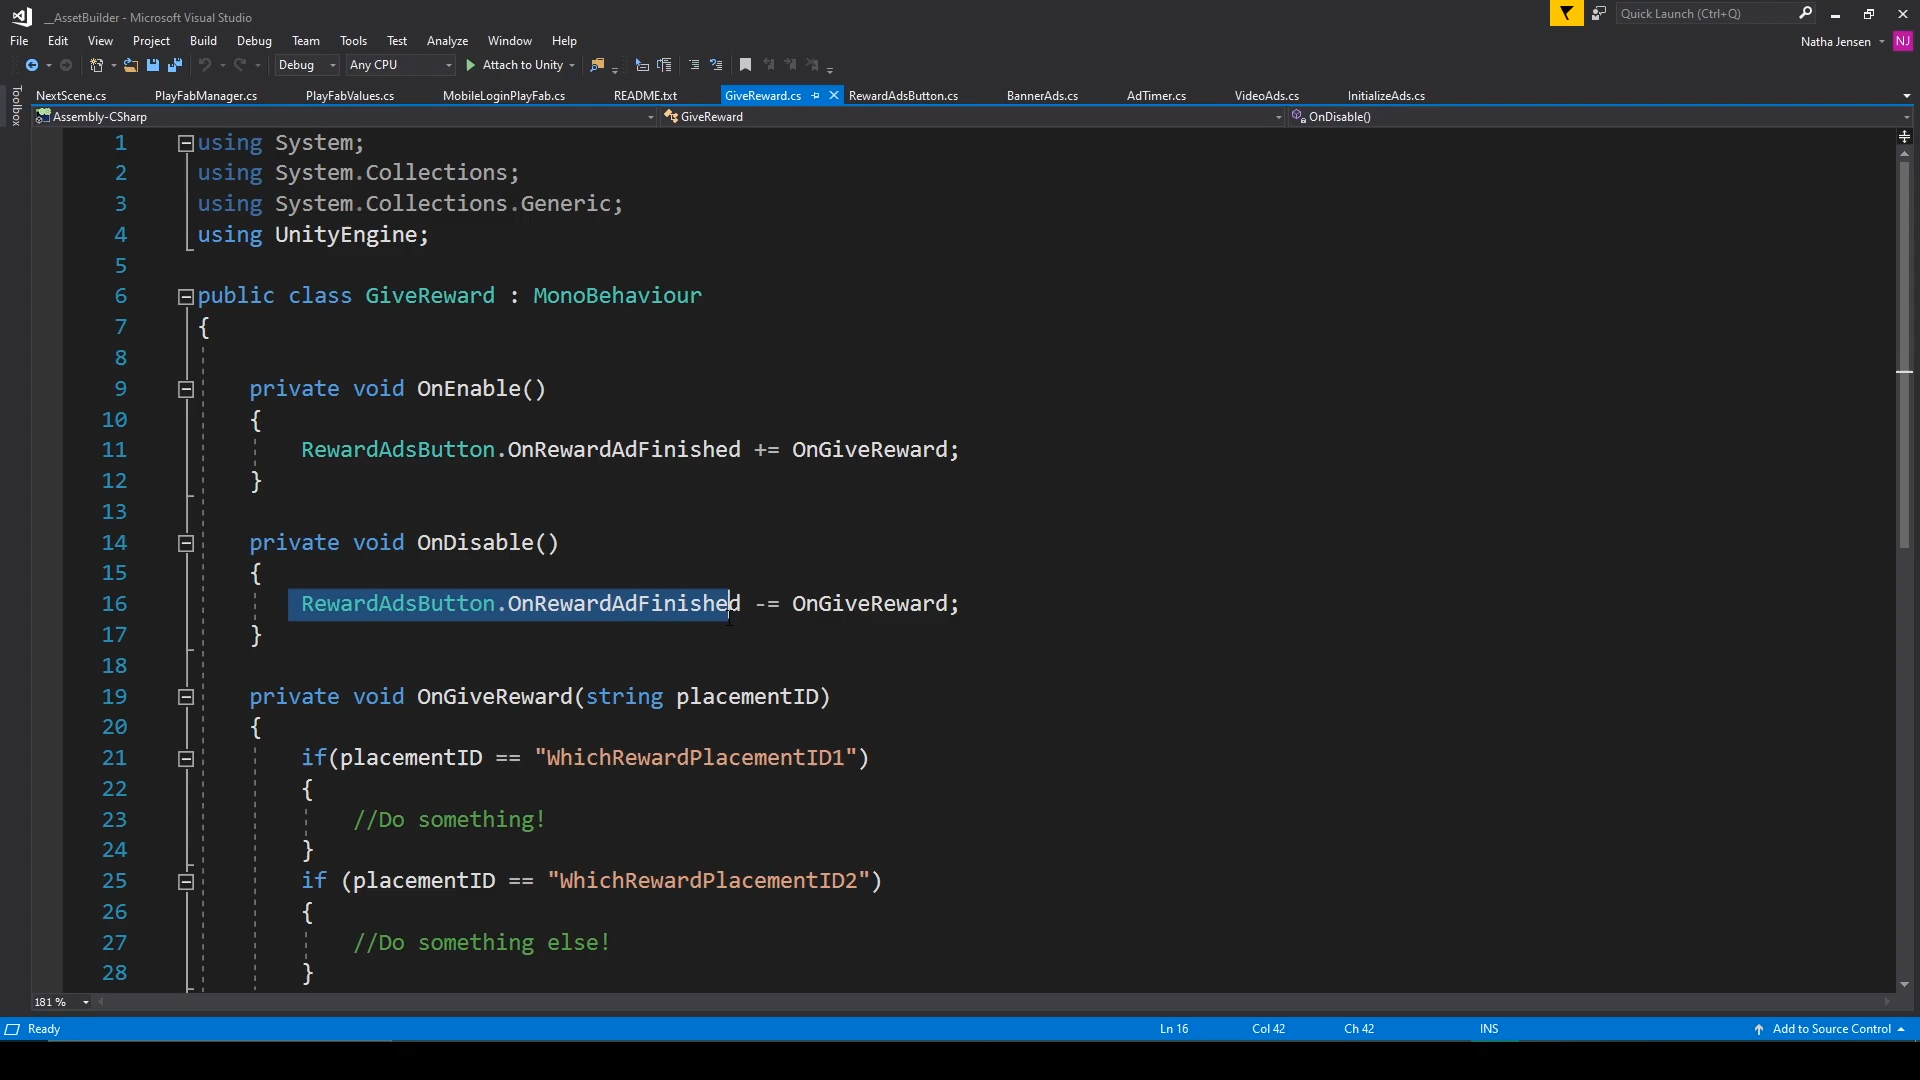 __AssetBuilder - Microsoft Visual Studio
Quick Launch (Ctrl+Q)
File Edit View Project Build Debug Team Tools Test Analyze Window Help
Natha Jensen NJ
Debug Any CPU Attach to Unity
Toolbox
NextScene.cs PlayFabManager.cs PlayFabValues.cs MobileLoginPlayFab.cs README.txt GiveReward.cs RewardAdsButton.cs BannerAds.cs AdTimer.cs VideoAds.cs InitializeAds.cs
Assembly-CSharp GiveReward OnDisable()
1 using System;
2 using System.Collections;
3 using System.Collections.Generic;
4 using UnityEngine;
5
6 public class GiveReward : MonoBehaviour
7 {
8
9 private void OnEnable()
10 {
11 RewardAdsButton.OnRewardAdFinished += OnGiveReward;
12 }
13
14 private void OnDisable()
15 {
16 RewardAdsButton.OnRewardAdFinished -= OnGiveReward;
17 }
18
19 private void OnGiveReward(string placementID)
20 {
21 if(placementID == "WhichRewardPlacementID1")
22 {
23 //Do something!
24 }
25 if (placementID == "WhichRewardPlacementID2")
26 {
27 //Do something else!
28 }
181 %
Ready Ln 16 Col 42 Ch 42 INS Add to Source Control